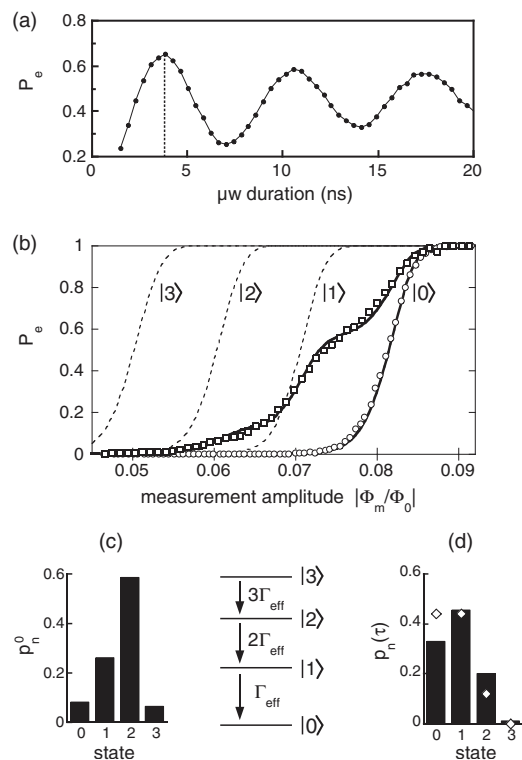 (a)
0.8
0.6
0.4
0.2
P_e
0 5 10 15 20
μw duration (ns)
(b)
1
0.8
0.6
0.4
0.2
0
P_e
|3⟩ |2⟩ |1⟩ |0⟩
0.05 0.06 0.07 0.08 0.09
measurement amplitude |Φ_m/Φ_0|
(c)
0.4
0.0
p_n^0
0 1 2 3
state
|3⟩
3Γ_eff
|2⟩
2Γ_eff
|1⟩
Γ_eff
|0⟩
(d)
0.6
0.4
0.0
p_n(τ)
0 1 2 3
state